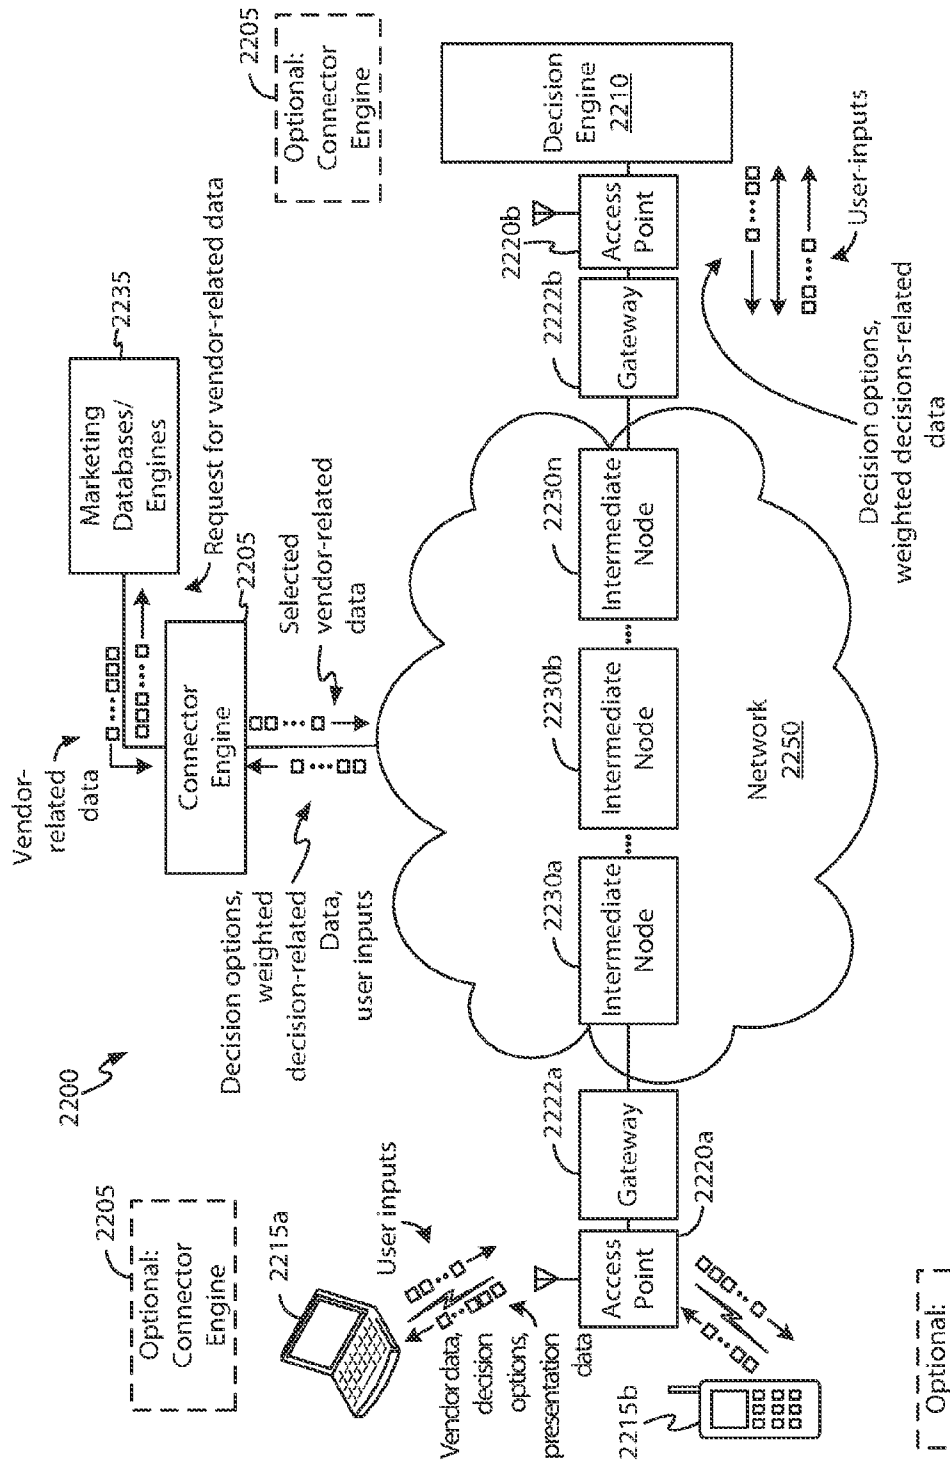 2200
2205
Optional:
Connector
Engine
2215a
User inputs
Vendor data,
decision
options,
presentation
data
2215b
Access
Point
2220a
Gateway
2222a
Optional:
Vendor-
related
data
Connector
Engine
2205
Marketing
Databases/
Engines
2235
Request for vendor-related data
Selected
vendor-related
data
Decision options,
weighted
decision-related
Data,
user inputs
Intermediate
Node
2230a
...
Intermediate
Node
2230b
...
Intermediate
Node
2230n
Network
2250
Gateway
2222b
Access
Point
2220b
Decision
Engine
2210
Optional:
Connector
Engine
2205
User-inputs
Decision options,
weighted decisions-related
data